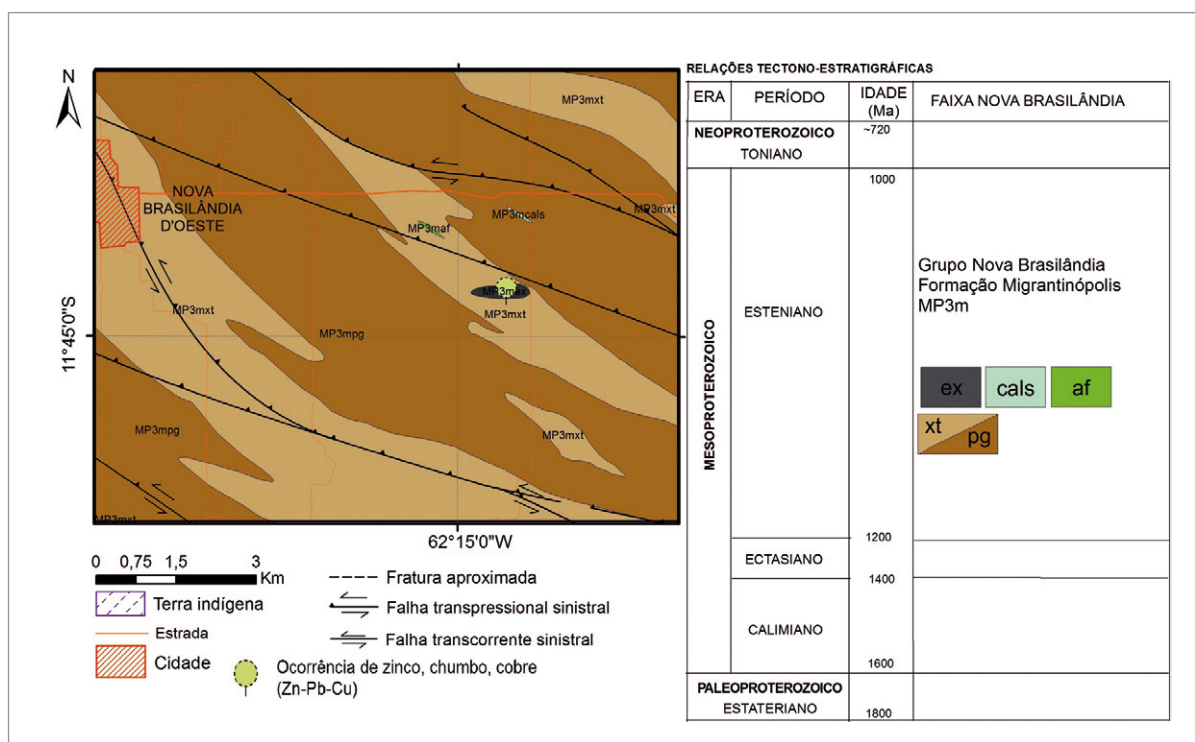 N
MP3mxt
NOVA
BRASILÂNDIA
D'OESTE
MP3mcals
MP3mxt
MP3maf
MP3mex
MP3mxt
MP3mxt
MP3mpg
11°45'0"S
MP3mpg
MP3mxt
MP3mxt
62°15'0"W
0 0,75 1,5 3
Km
Terra indígena
Estrada
Cidade
Fratura aproximada
Falha transpressional sinistral
Falha transcorrente sinistral
Ocorrência de zinco, chumbo, cobre
(Zn-Pb-Cu)
RELAÇÕES TECTONO-ESTRATIGRÁFICAS
ERA PERÍODO IDADE (Ma) FAIXA NOVA BRASILÂNDIA
NEOPROTEROZOICO ~720
TONIANO
1000
MESOPROTEROZOICO
ESTENIANO
Grupo Nova Brasilândia
Formação Migrantinópolis
MP3m
ex cals af
xt pg
1200
ECTASIANO
1400
CALIMIANO
1600
PALEOPROTEROZOICO
ESTATERIANO
1800